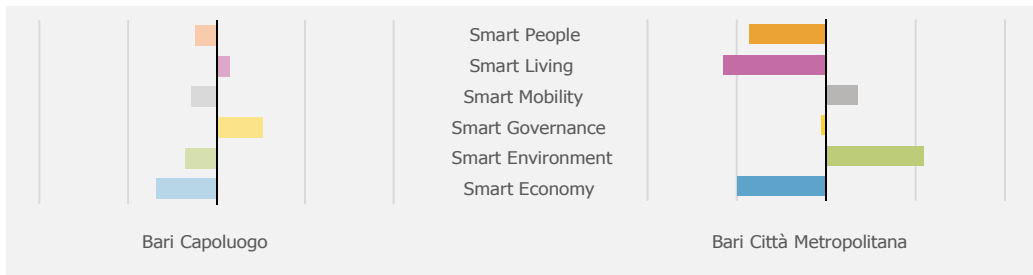 Smart People
Smart Living
Smart Mobility
Smart Governance
Smart Environment
Smart Economy
Bari Capoluogo
Bari Città Metropolitana